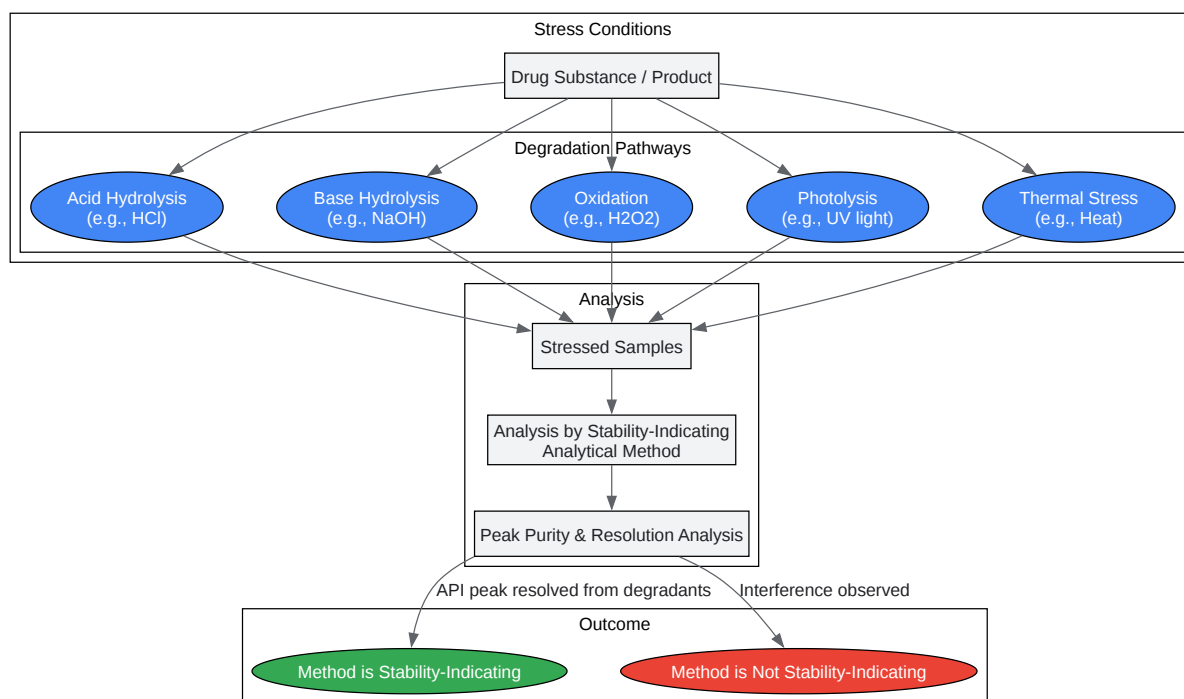 Stress Conditions
Drug Substance / Product
Degradation Pathways
Acid Hydrolysis
(e.g., HCl)
Base Hydrolysis
(e.g., NaOH)
Oxidation
(e.g., H2O2)
Photolysis
(e.g., UV light)
Thermal Stress
(e.g., Heat)
Analysis
Stressed Samples
Analysis by Stability-Indicating
Analytical Method
Peak Purity & Resolution Analysis
API peak resolved from degradants
Interference observed
Outcome
Method is Stability-Indicating
Method is Not Stability-Indicating